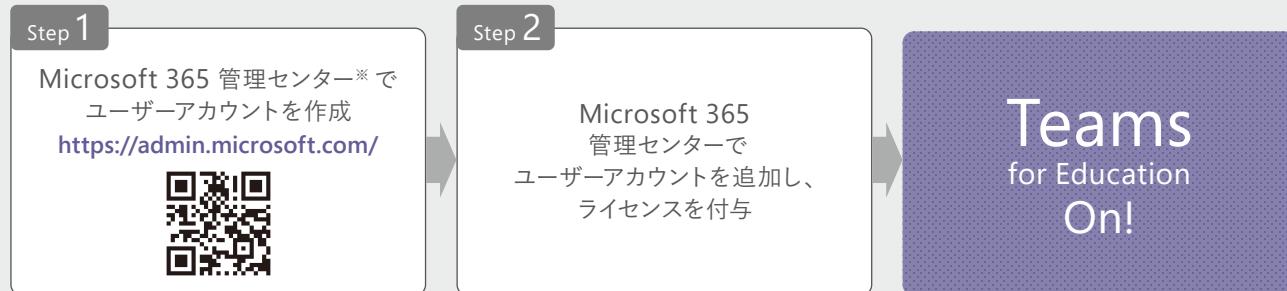 Step 1
Microsoft 365 管理センター※ で
ユーザーアカウントを作成
https://admin.microsoft.com/
Step 2
Microsoft 365
管理センターで
ユーザーアカウントを追加し、
ライセンスを付与
Teams
for Education
On!